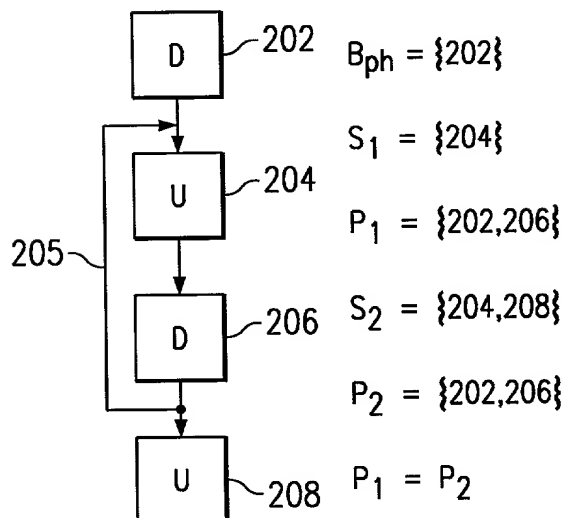 D
202
B_ph = {202}
S_1 = {204}
U
204
P_1 = {202,206}
205
D
206
S_2 = {204,208}
P_2 = {202,206}
U
208
P_1 = P_2